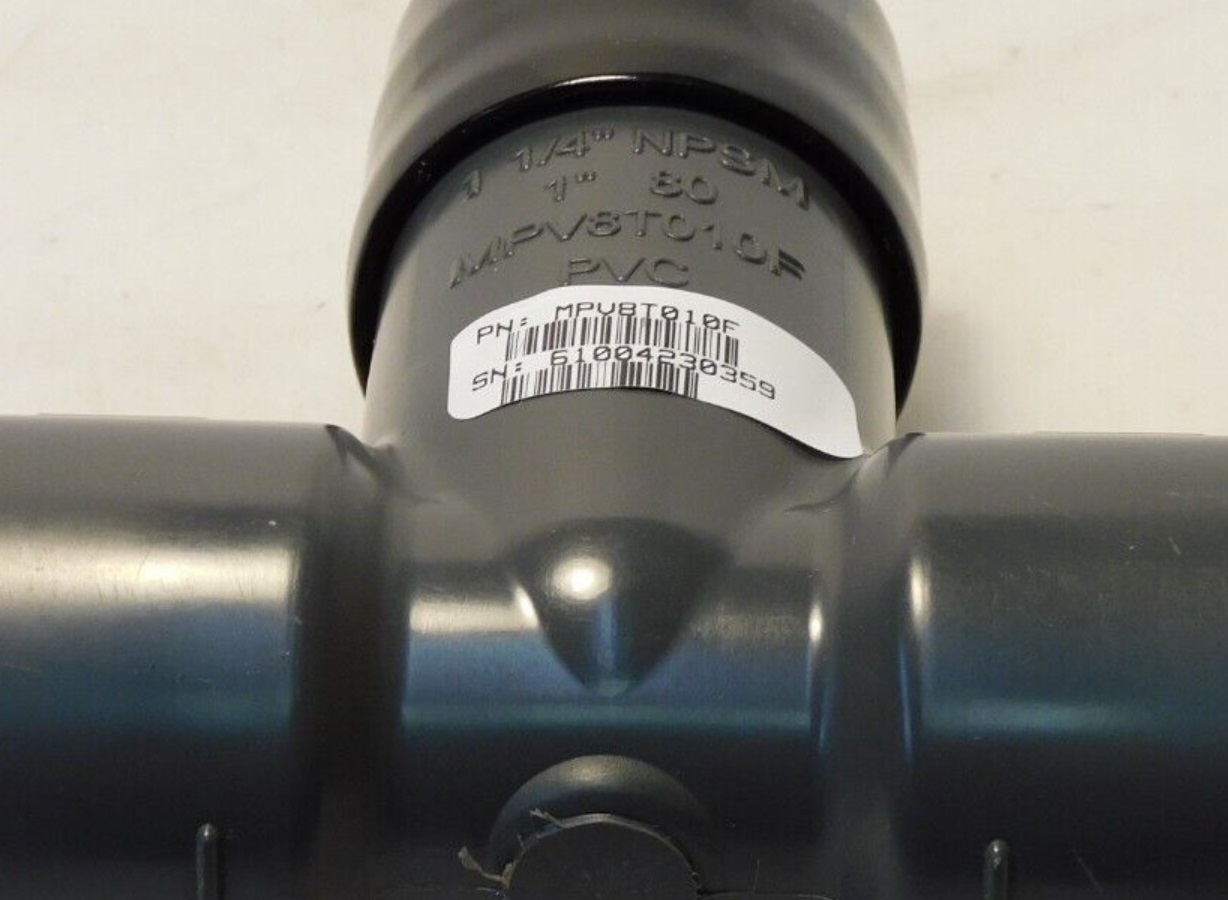 1 1/4" NPSM
1" 80
MPV8T010F
PVC
PN: MPV8T010F
SN: 61004230359